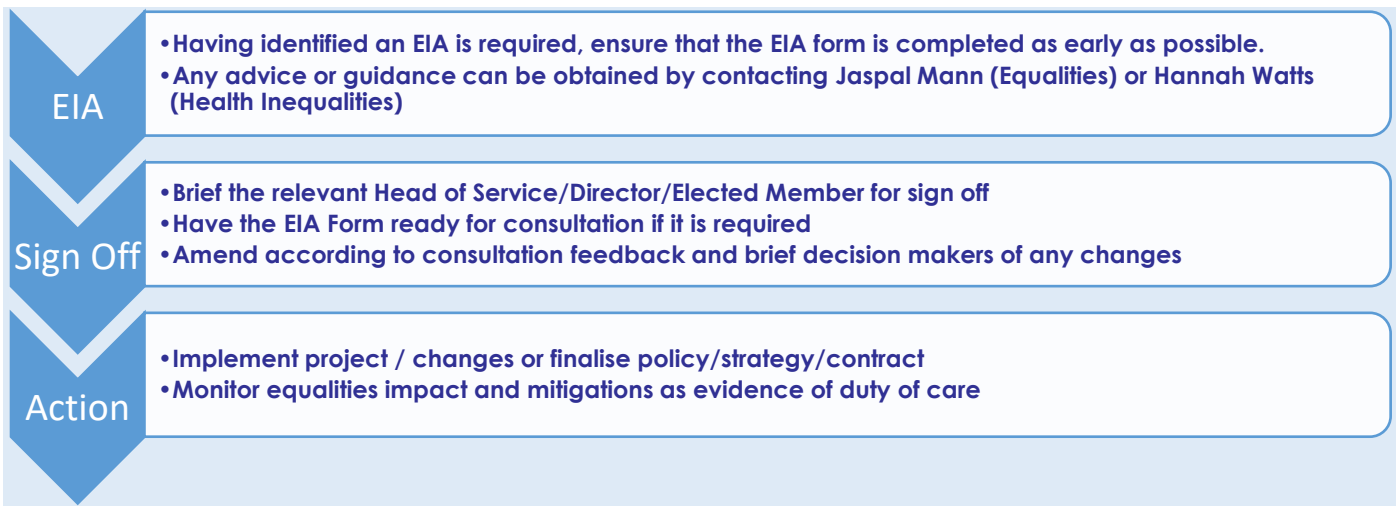 EIA
•Having identified an EIA is required, ensure that the EIA form is completed as early as possible.
•Any advice or guidance can be obtained by contacting Jaspal Mann (Equalities) or Hannah Watts
(Health Inequalities)
Sign Off
•Brief the relevant Head of Service/Director/Elected Member for sign off
•Have the EIA Form ready for consultation if it is required
•Amend according to consultation feedback and brief decision makers of any changes
Action
•Implement project / changes or finalise policy/strategy/contract
•Monitor equalities impact and mitigations as evidence of duty of care